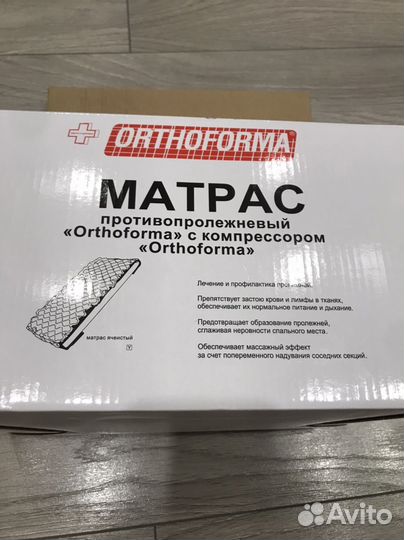 ORTHOFORMA
МАТРАС
противопролежневый
«Orthoforma» с компрессором
«Orthoforma»
матрас ячеистый
Лечение и профилактика
Препятствует застою крови и лимфы в тканях,
обеспечивает их нормальное питание и дыхание.
Предотвращает образование пролежней,
сглаживая неровности спального места.
Обеспечивает массажный эффект
за счет попеременного надувания соседних секций.
Avito